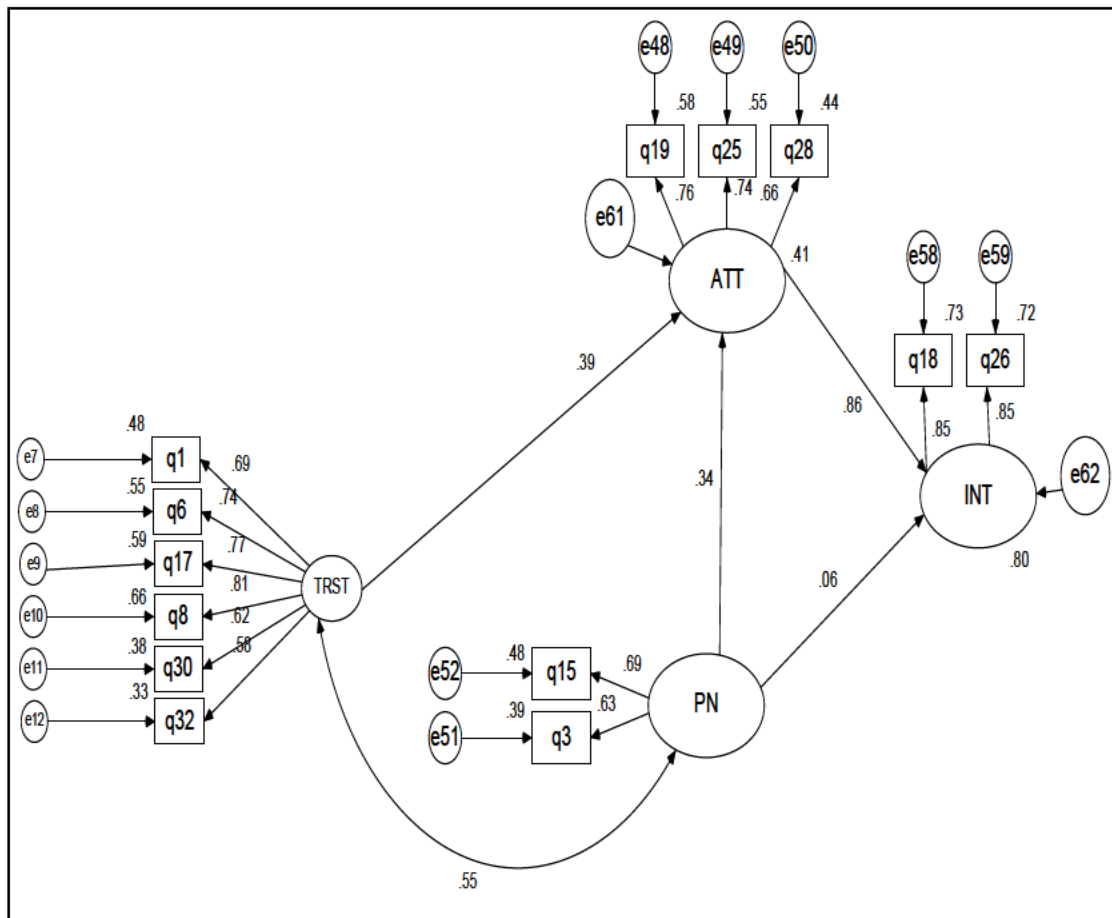 e48 e49 e50
.58 .55 .44
q19 q25 q28
.76 .74 .66
e61
ATT
.41
e58 e59
.73 .72
q18 q26
.85 .85
.39
.86
INT
e62
.80
.34
.06
e7 .48 q1 .69
e8 .55 q6 .74
e9 .59 q17 .77
e10 .66 q8 .81
e11 .38 q30 .62
e12 .33 q32 .58
TRST
e52 .48 q15 .69
e51 .39 q3 .63
PN
.55